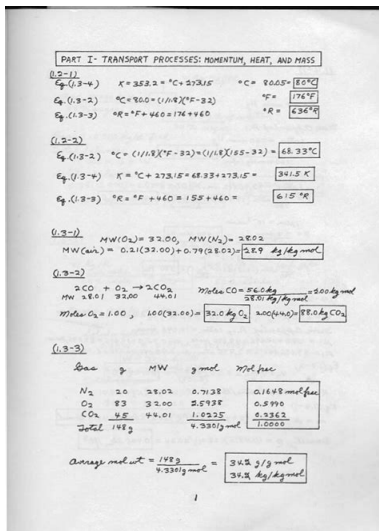 PART I- TRANSPORT PROCESSES: MOMENTUM, HEAT, AND MASS
(1.2-1)
Eq.(1.3-4) K = 353.2 = °C+273.15 °C = 80.05= 80°C
Eq.(1.3-2) °C=80.0=(1/1.8)(°F-32) °F= 176°F
Eq.(1.3-3) °R=°F+460=176+460 °R= 636°R
(1.2-2)
Eq.(1.3-2) °C=(1/1.8)(°F-32)=(1/1.8)(155-32)= 68.33°C
Eq.(1.3-4) K = °C+273.15=68.33+273.15= 341.5 K
Eq.(1.3-3) °R = °F +460 = 155+460 = 615 °R
(1.3-1)
MW(O2)=32.00, MW(N2)=28.02
MW(air) = 0.21(32.00)+0.79(28.02)= 28.9 kg/kg mol
(1.3-2)
2CO + O2 → 2CO2 moles CO = 56.0 kg / 28.01 kg/kg mol = 2.00 kg mol
MW 28.01 32.00 44.01
moles O2=1.00, 1.00(32.00)= 32.0 kg O2 2.00(44.0)= 88.0 kg CO2
(1.3-3)
Gas g MW g mol Mol frac
N2 20 28.02 0.7138 0.1648 mol frac
O2 83 32.00 2.5938 0.5990
CO2 45 44.01 1.0225 0.2362
Total 148g 4.3301 g mol 1.0000
Average mol wt = 148 g / 4.3301 g mol = 34.2 g/g mol
34.2 kg/kg mol
1